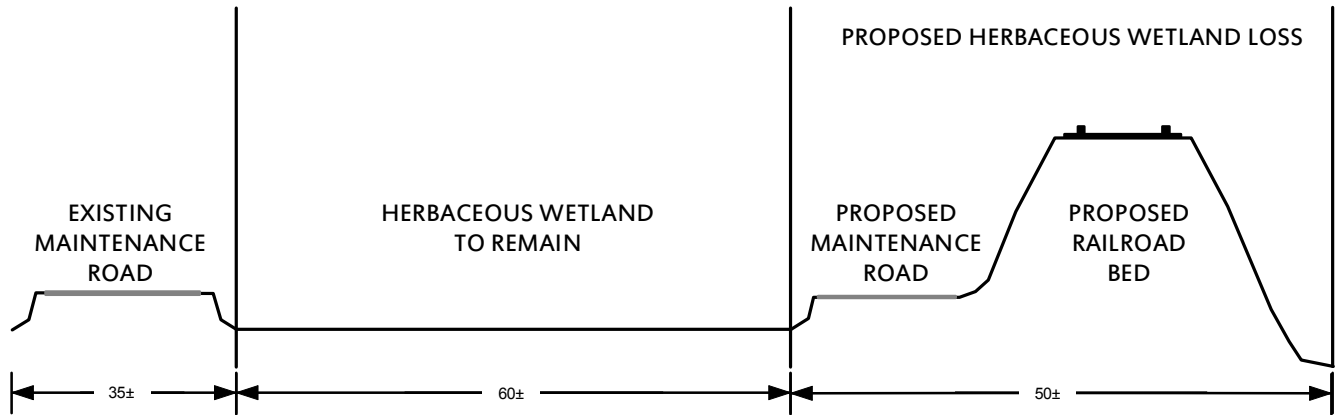 PROPOSED HERBACEOUS WETLAND LOSS
EXISTING
MAINTENANCE
ROAD
HERBACEOUS WETLAND
TO REMAIN
PROPOSED
MAINTENANCE
ROAD
PROPOSED
RAILROAD
BED
35±
60±
50±